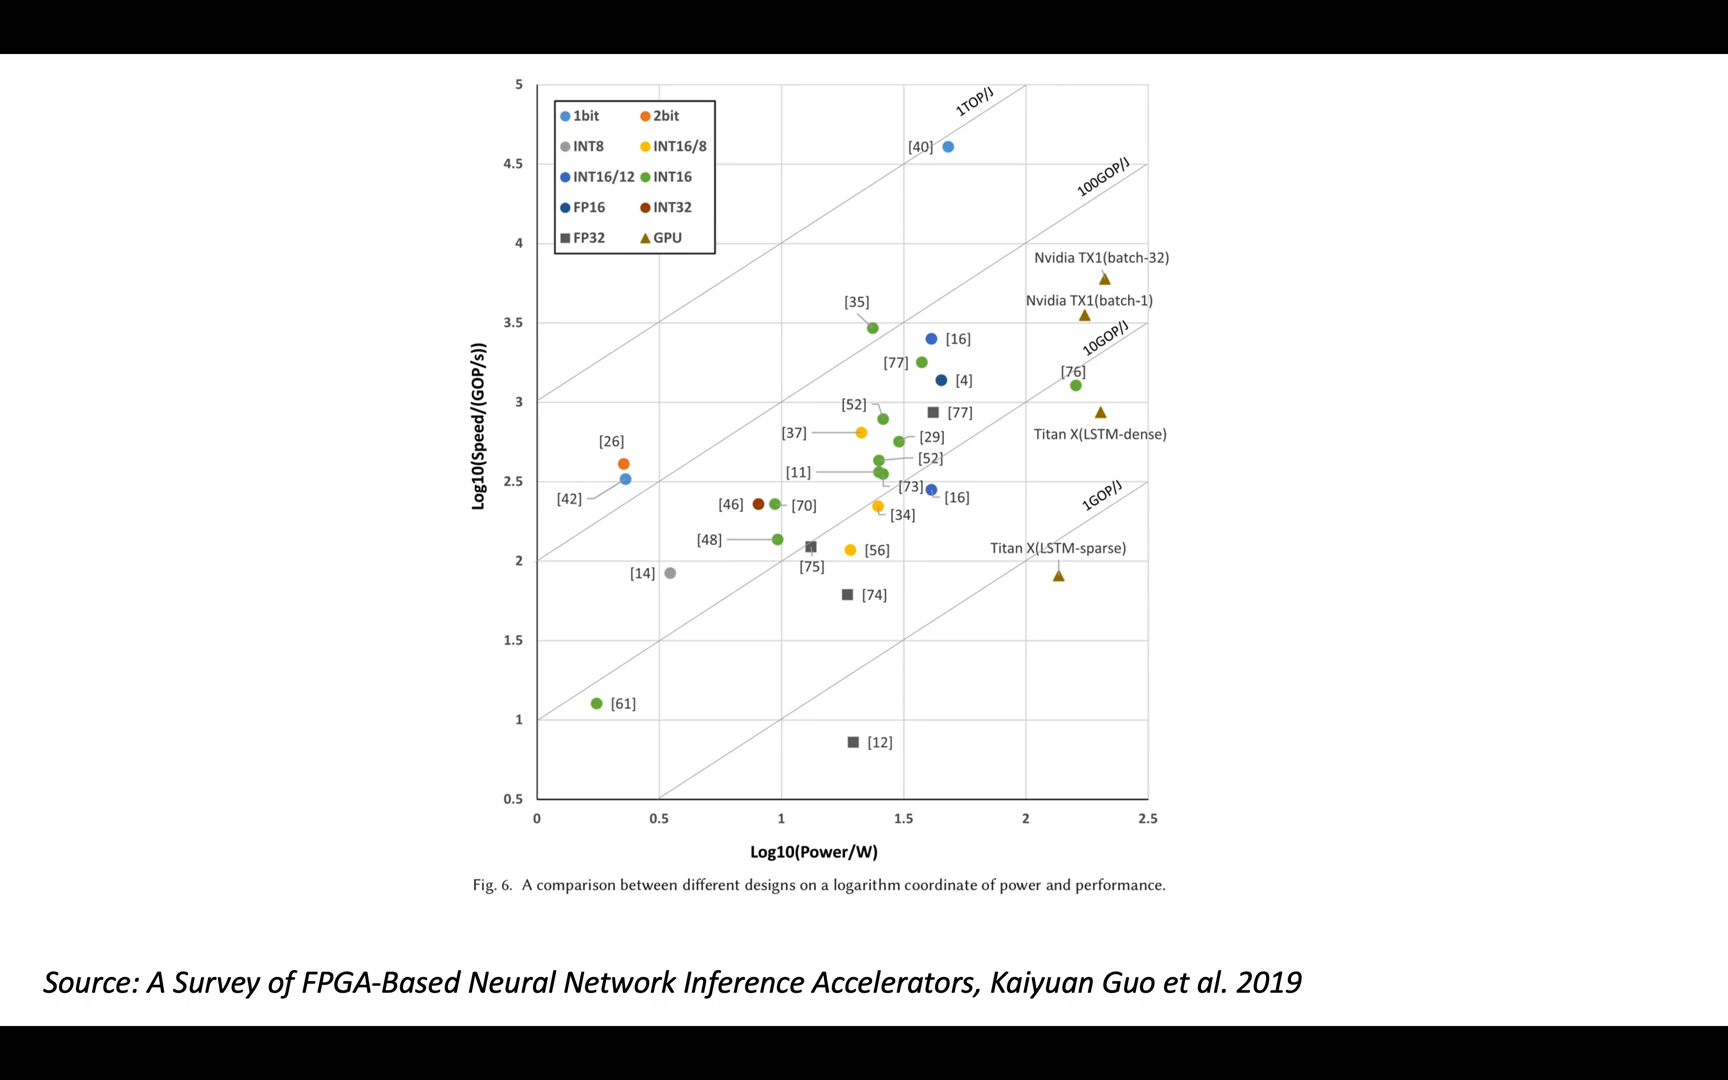 5
1TOP/J
1bit 2bit
INT8 INT16/8
INT16/12 INT16
FP16 INT32
FP32 GPU
[40]
4.5
100GOP/J
4
Nvidia TX1(batch-32)
[35]
Nvidia TX1(batch-1)
3.5
10GOP/J
[16]
[77]
[76]
[4]
3
[52]
[77]
[37]
[29]
Titan X(LSTM-dense)
[26]
[52]
[11]
2.5
[73]
1GOP/J
[42]
[16]
[46]
[70]
[34]
[48]
Titan X(LSTM-sparse)
[56]
2
[75]
[14]
[74]
1.5
[61]
1
[12]
0.5
0 0.5 1 1.5 2 2.5
Log10(Speed/(GOP/s))
Log10(Power/W)
Fig. 6. A comparison between different designs on a logarithm coordinate of power and performance.
Source: A Survey of FPGA-Based Neural Network Inference Accelerators, Kaiyuan Guo et al. 2019